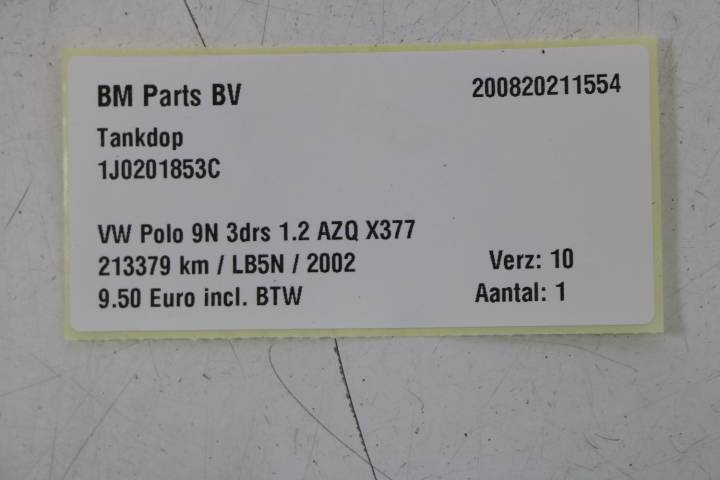 BM Parts BV 200820211554
Tankdop
1J0201853C
VW Polo 9N 3drs 1.2 AZQ X377
213379 km / LB5N / 2002 Verz: 10
9.50 Euro incl. BTW Aantal: 1